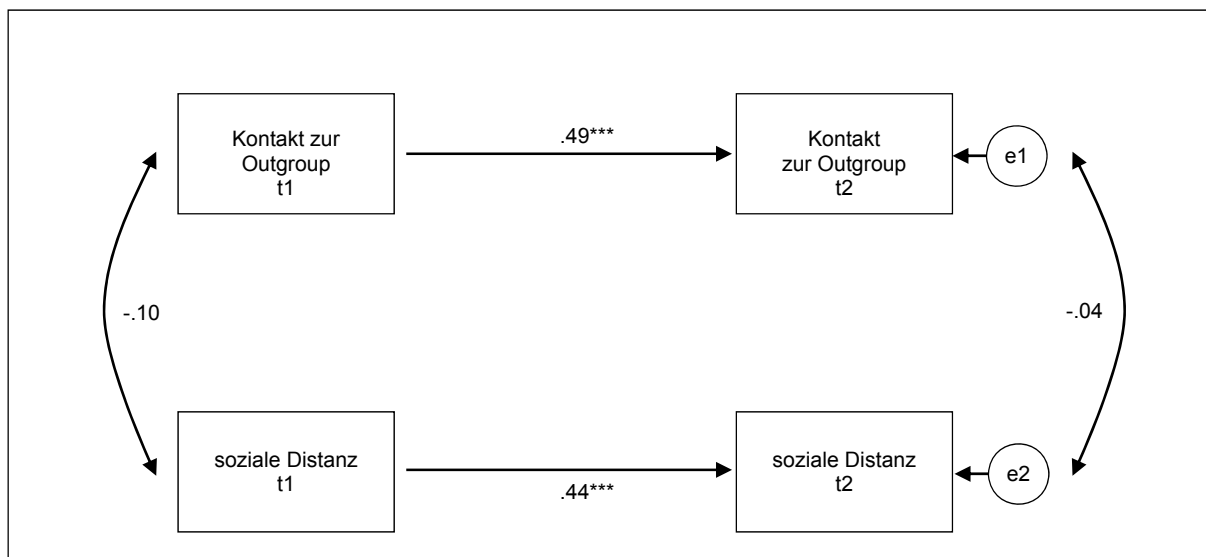 Kontakt zur
Outgroup
t1
.49***
Kontakt
zur Outgroup
t2
e1
-.10
-.04
soziale Distanz
t1
.44***
soziale Distanz
t2
e2